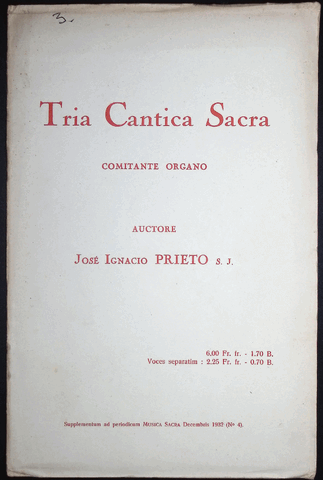 3.
Tria Cantica Sacra
COMITANTE ORGANO
AUCTORE
JOSÉ IGNACIO PRIETO S. J.
6.00 Fr. fr. - 1.70 B.
Voces separatim : 2.25 Fr. fr. - 0.70 B.
Supplementum ad periodicum MUSICA SACRA Decembris 1937 (Nº 4).